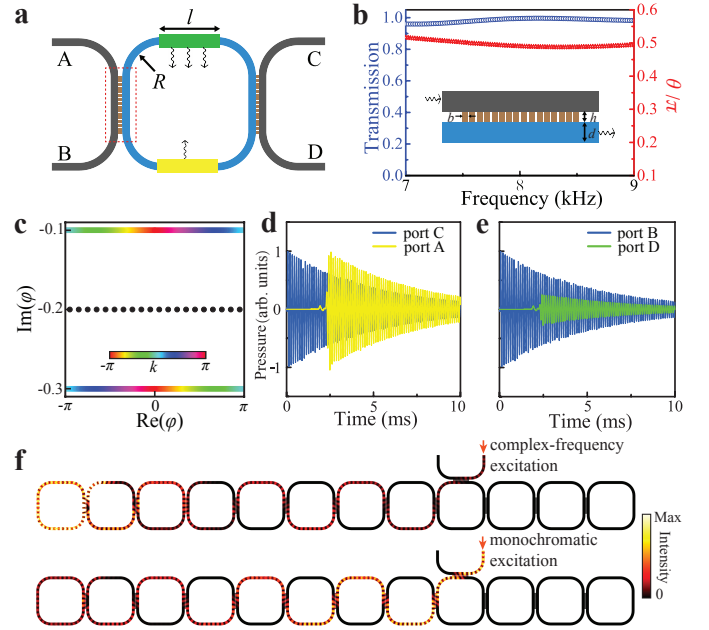 a
l
R
A
B
C
D
b
Transmission
1.0
0.8
0.6
0.4
0.2
0
7
8
9
Frequency (kHz)
0.6
0.5
0.4
0.3
0.2
0.1
θ/π
b
h
d
c
Im(φ)
-0.1
-0.2
-0.3
-π
0
π
Re(φ)
-π
k
π
d
port C
port A
Pressure (arb. units)
1
0
-1
0
5
10
Time (ms)
e
port B
port D
0
5
10
Time (ms)
f
complex-frequency
excitation
monochromatic
excitation
Max
Intensity
0